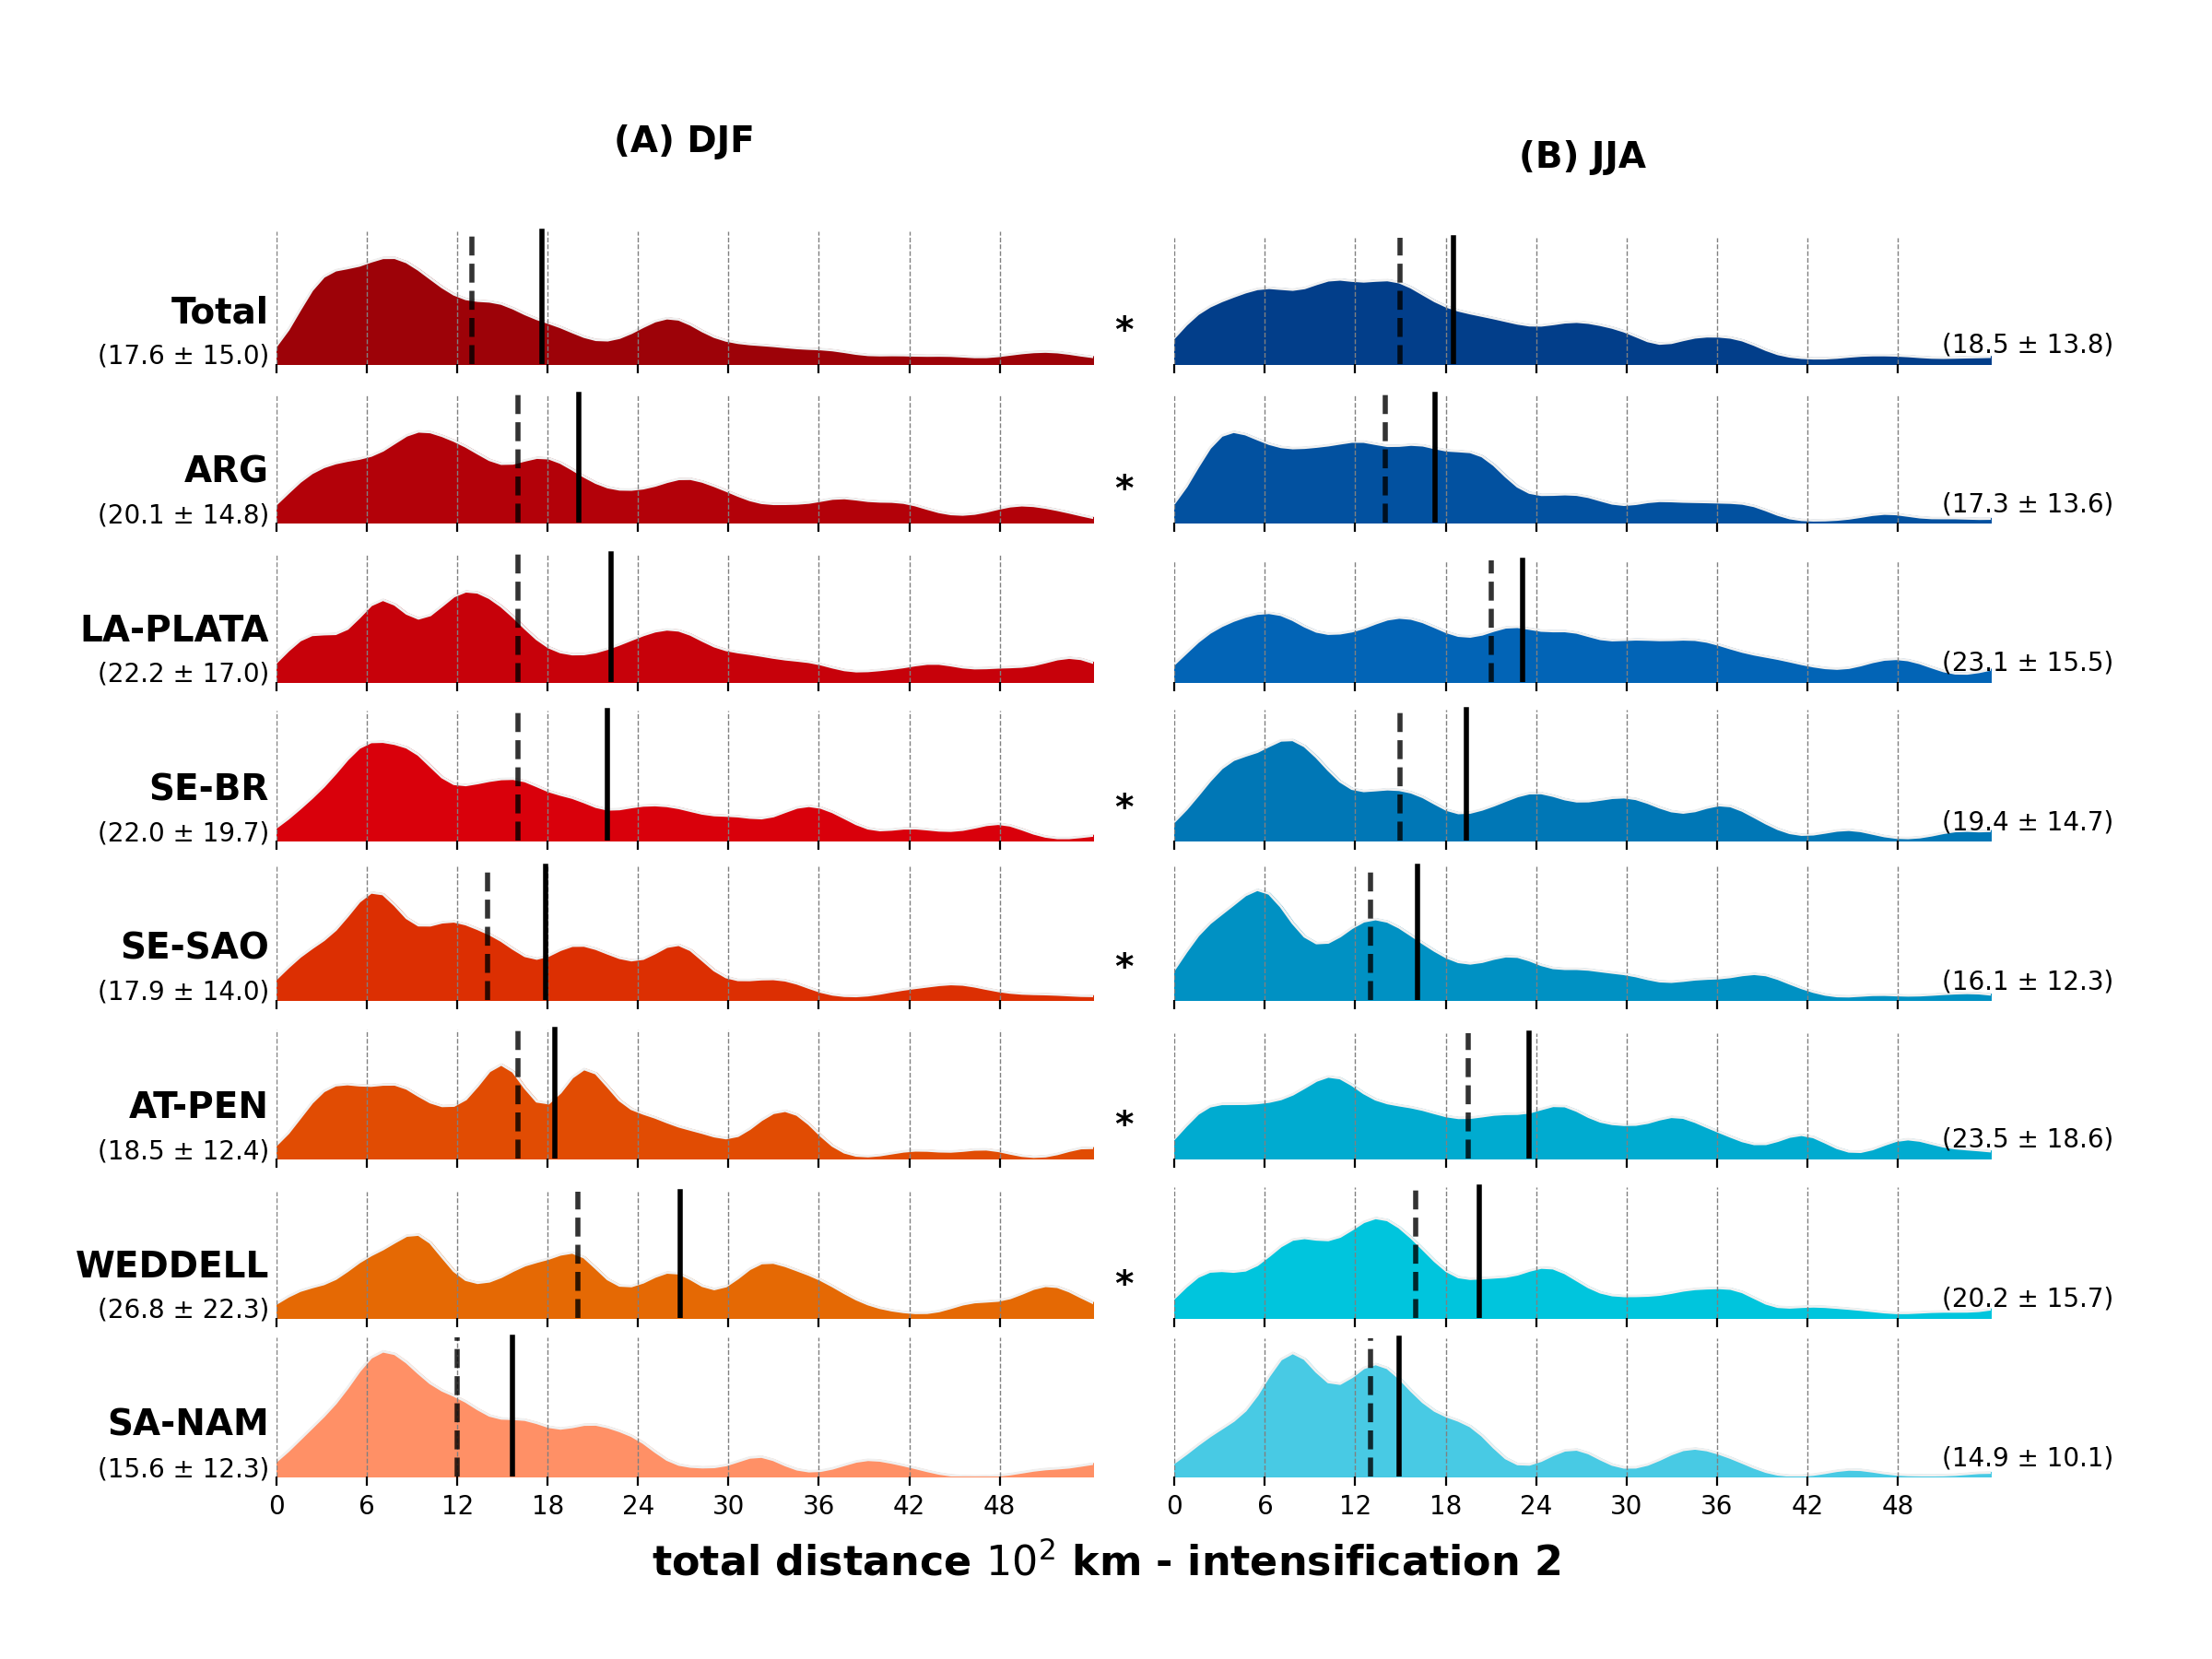 (A) DJF
(B) JJA
Total
(17.6 ± 15.0)
*
(18.5 ± 13.8)
ARG
(20.1 ± 14.8)
*
(17.3 ± 13.6)
LA-PLATA
(22.2 ± 17.0)
(23.1 ± 15.5)
SE-BR
(22.0 ± 19.7)
*
(19.4 ± 14.7)
SE-SAO
(17.9 ± 14.0)
*
(16.1 ± 12.3)
AT-PEN
(18.5 ± 12.4)
*
(23.5 ± 18.6)
WEDDELL
(26.8 ± 22.3)
*
(20.2 ± 15.7)
SA-NAM
(15.6 ± 12.3)
(14.9 ± 10.1)
0 6 12 18 24 30 36 42 48
0 6 12 18 24 30 36 42 48
total distance 10² km - intensification 2